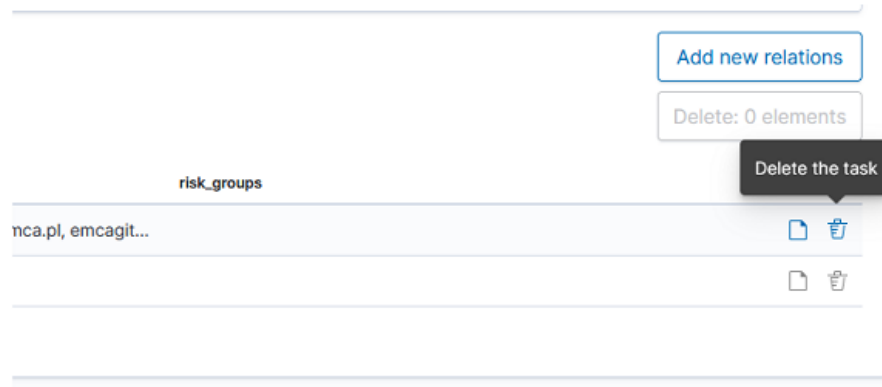 Add new relations
Delete: 0 elements
Delete the task
risk_groups
mca.pl, emcagit...